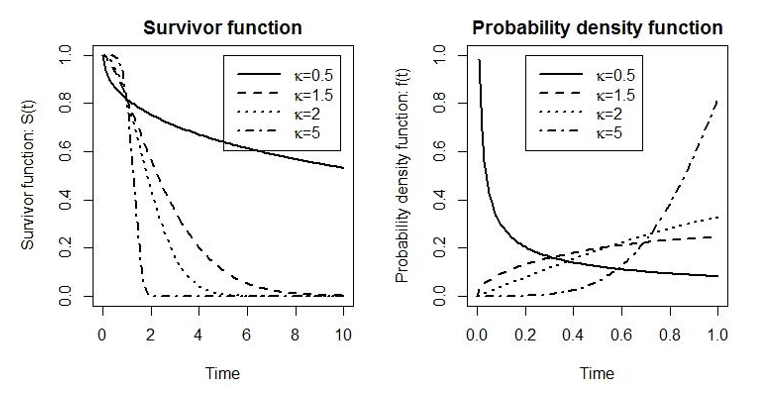 Survivor function
Survivor function: S(t)
1.0
0.8
0.6
0.4
0.2
0.0
κ=0.5
κ=1.5
κ=2
κ=5
0 2 4 6 8 10
Time
Probability density function
Probability density function: f(t)
1.0
0.8
0.6
0.4
0.2
0.0
κ=0.5
κ=1.5
κ=2
κ=5
0.0 0.2 0.4 0.6 0.8 1.0
Time